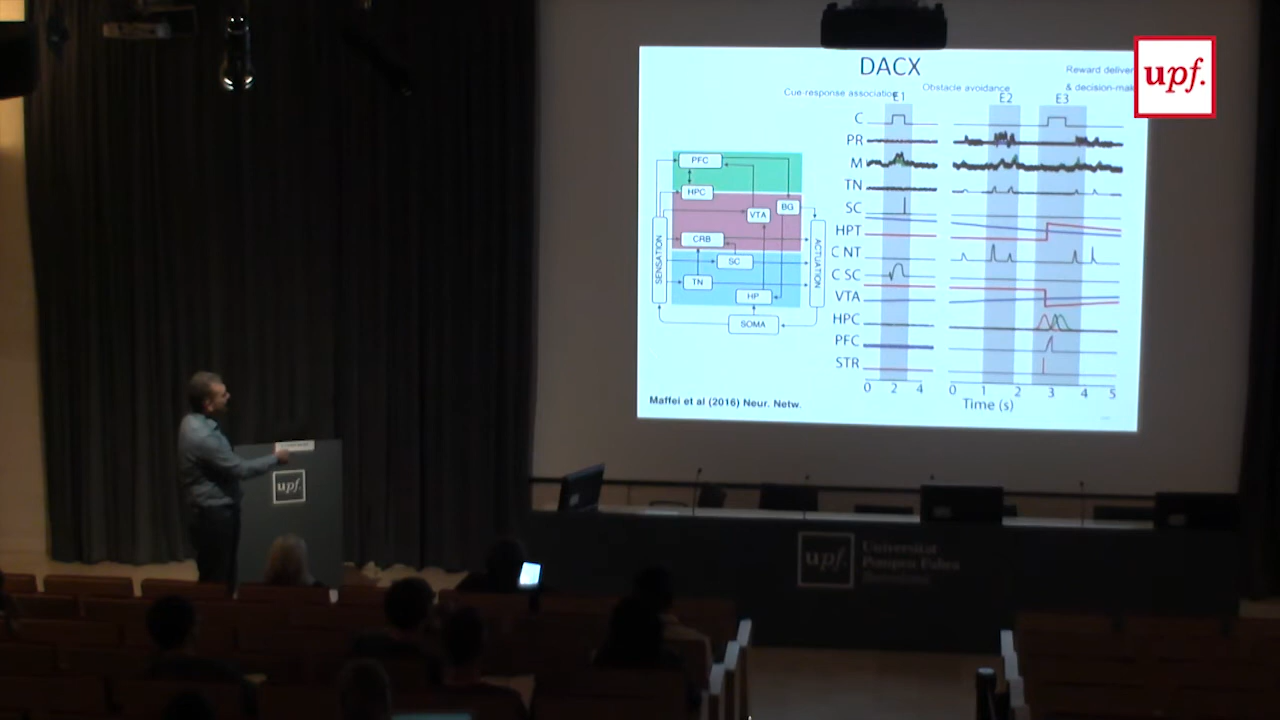 DACX
Reward deliver
Cue response associatio
Obstacle avoidance
& decision-mak
E1
E2
E3
C
PR
M
TN
SC
HPT
C NT
C SC
VTA
HPC
PFC
STR
0 2 4
0 1 2 3 4 5
Time (s)
PFC
HPC
VTA
BG
CRB
SC
TN
HP
SOMA
SENSATION
ACTUATION
Maffei et al (2016) Neur. Netw.
upf.
upf.
upf.
Universitat
Pompeu Fabra
Barcelona